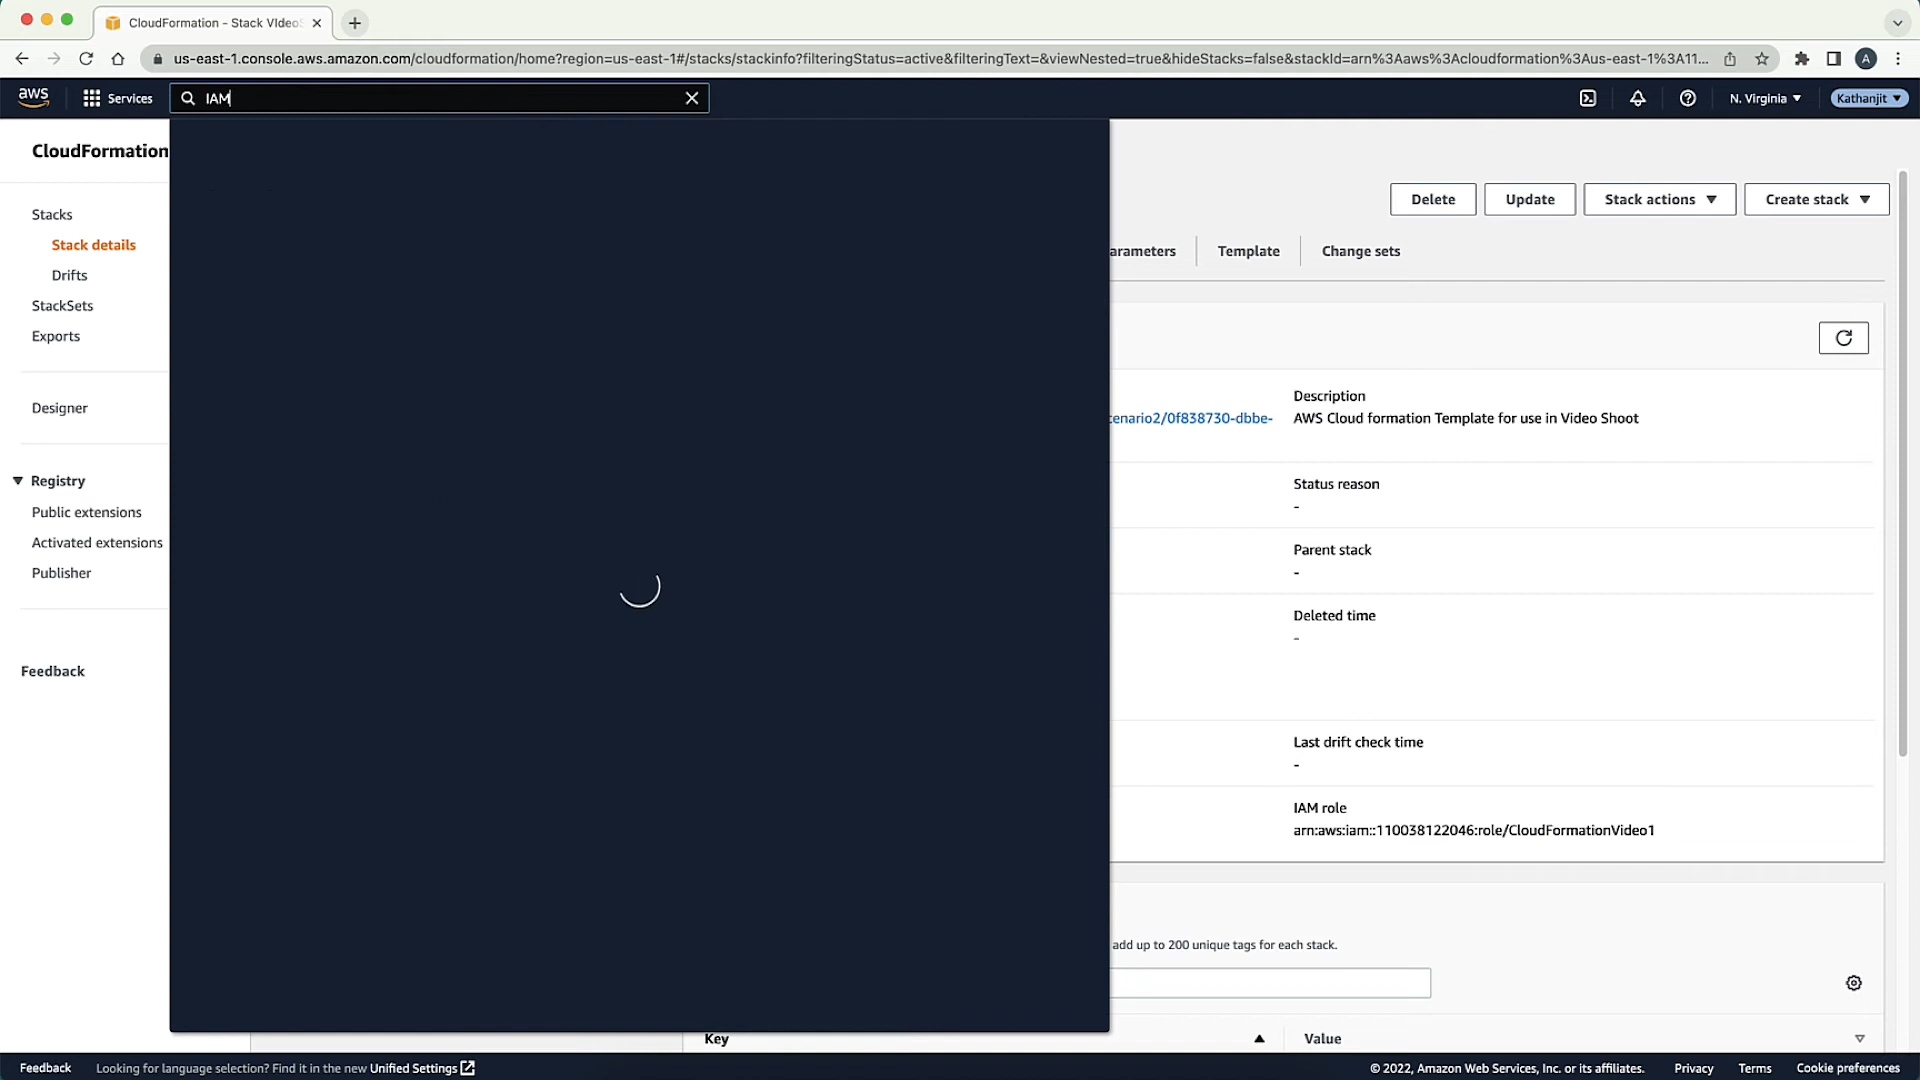 CloudFormation - Stack VideoS
us-east-1.console.aws.amazon.com/cloudformation/home?region=us-east-1#/stacks/stackinfo?filteringStatus=active&filteringText=&viewNested=true&hideStacks=false&stackId=arn%3Aaws%3Acloudformation%3Aus-east-1%3A11...
A
aws
Services
IAM
N. Virginia
Kathanjit
CloudFormation
Delete
Update
Stack actions
Create stack
Stacks
Stack details
Drifts
StackSets
Exports
arameters
Template
Change sets
Designer
Registry
Public extensions
Activated extensions
Publisher
Feedback
Description
cenario2/0f838730-dbbe-
AWS Cloud formation Template for use in Video Shoot
Status reason
-
Parent stack
-
Deleted time
-
Last drift check time
-
IAM role
arn:aws:iam::110038122046:role/CloudFormationVideo1
add up to 200 unique tags for each stack.
Key
Value
Feedback
Looking for language selection? Find it in the new Unified Settings
© 2022, Amazon Web Services, Inc. or its affiliates.
Privacy
Terms
Cookie preferences